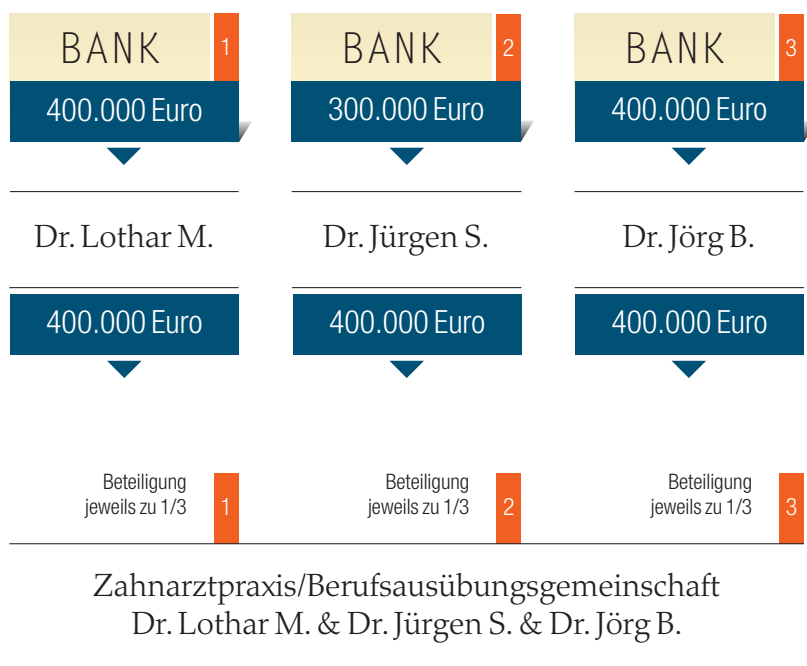 BANK 1
400.000 Euro
BANK 2
300.000 Euro
BANK 3
400.000 Euro
Dr. Lothar M.
Dr. Jürgen S.
Dr. Jörg B.
400.000 Euro
400.000 Euro
400.000 Euro
Beteiligung
jeweils zu 1/3
1
Beteiligung
jeweils zu 1/3
2
Beteiligung
jeweils zu 1/3
3
Zahnarztpraxis/Berufsausübungsgemeinschaft
Dr. Lothar M. & Dr. Jürgen S. & Dr. Jörg B.